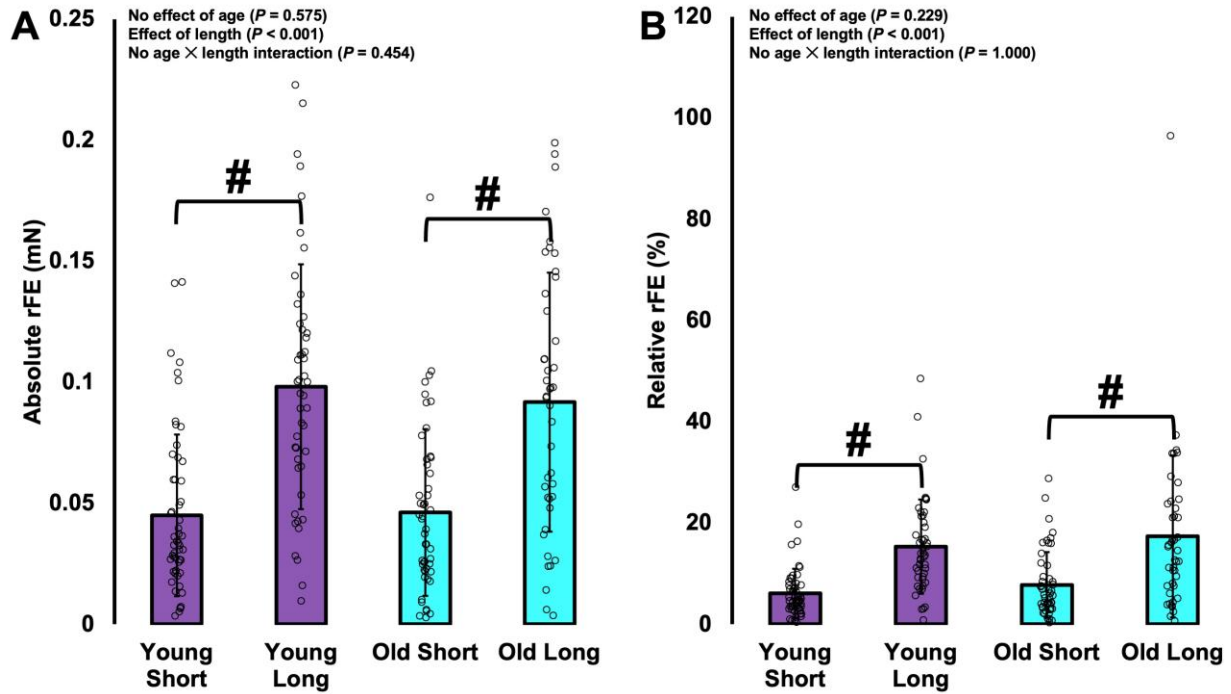 A
No effect of age (P = 0.575)
Effect of length (P < 0.001)
No age × length interaction (P = 0.454)
Absolute rFE (mN)
0.25
0.2
0.15
0.1
0.05
0
#
#
Young
Short
Young
Long
Old Short
Old Long
B
No effect of age (P = 0.229)
Effect of length (P < 0.001)
No age × length interaction (P = 1.000)
Relative rFE (%)
120
100
80
60
40
20
0
#
#
Young
Short
Young
Long
Old Short
Old Long